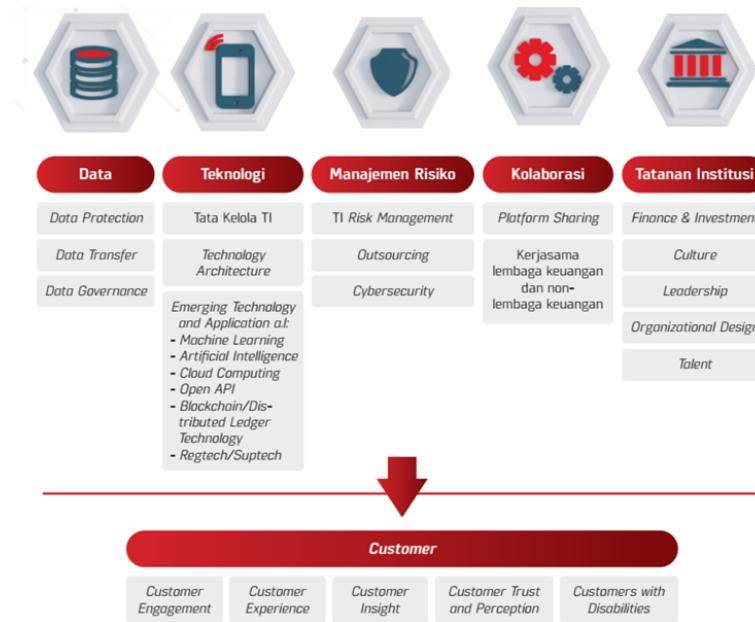 Data
Data Protection
Data Transfer
Data Governance
Teknologi
Tata Kelola TI
Technology
Architecture
Emerging Technology
and Application a.l:
- Machine Learning
- Artificial Intelligence
- Cloud Computing
- Open API
- Blockchain/Dis-
tributed Ledger
Technology
- Regtech/Suptech
Manajemen Risiko
TI Risk Management
Outsourcing
Cybersecurity
Kolaborasi
Platform Sharing
Kerjasama
lembaga keuangan
dan non-
lembaga keuangan
Tatanan Institusi
Finance & Investmen
Culture
Leadership
Organizational Design
Talent
Customer
Customer
Engagement
Customer
Experience
Customer
Insight
Customer Trust
and Perception
Customers with
Disabilities